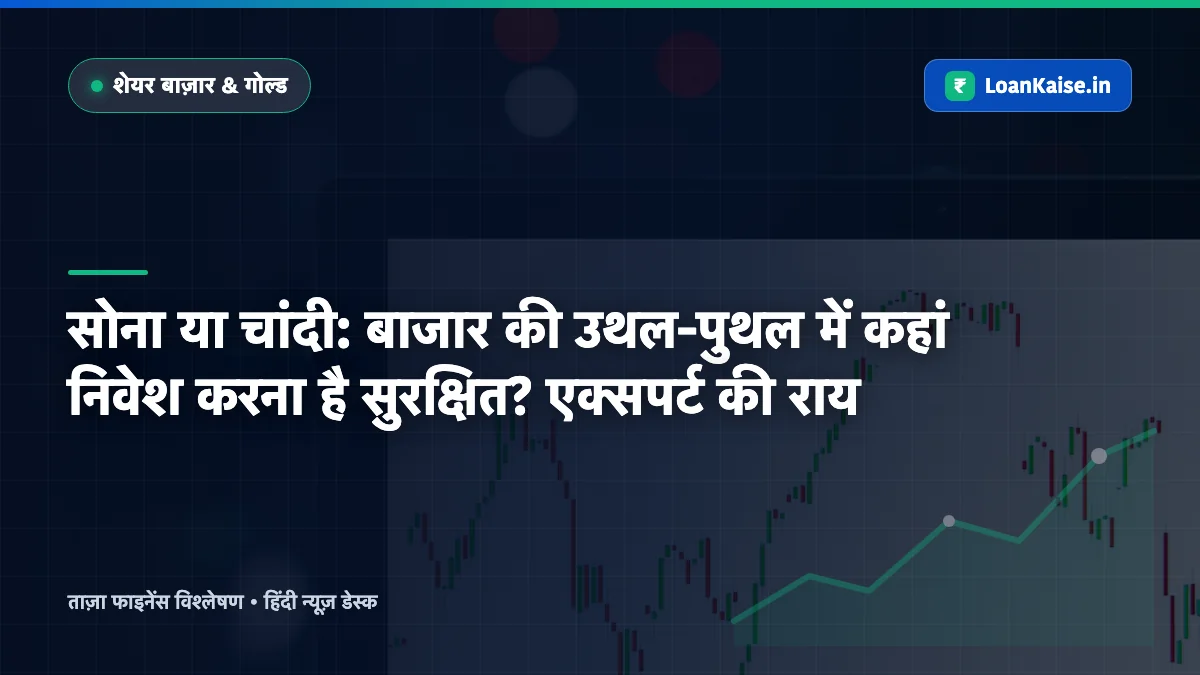 शेयर बाज़ार & गोल्ड
₹ LoanKaise.in
सोना या चांदी: बाजार की उथल-पुथल में कहां
निवेश करना है सुरक्षित? एक्सपर्ट की राय
ताज़ा फाइनेंस विश्लेषण • हिंदी न्यूज़ डेस्क